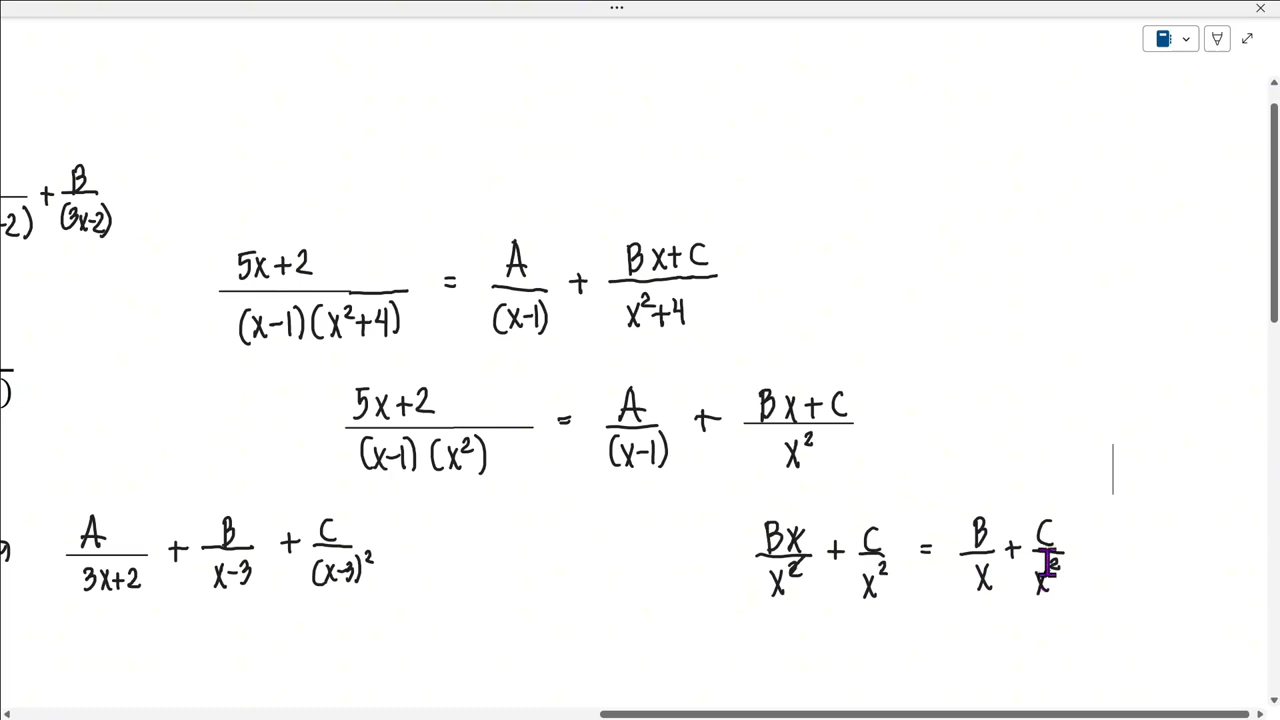 + B/(3x-2)
-2)
5x+2/((x-1)(x²+4)) = A/(x-1) + (Bx+C)/(x²+4)
)
5x+2/((x-1)(x²)) = A/(x-1) + (Bx+C)/x²
A/(3x+2) + B/(x-3) + C/(x-3)²
Bx/x² + C/x² = B/x + C/x²